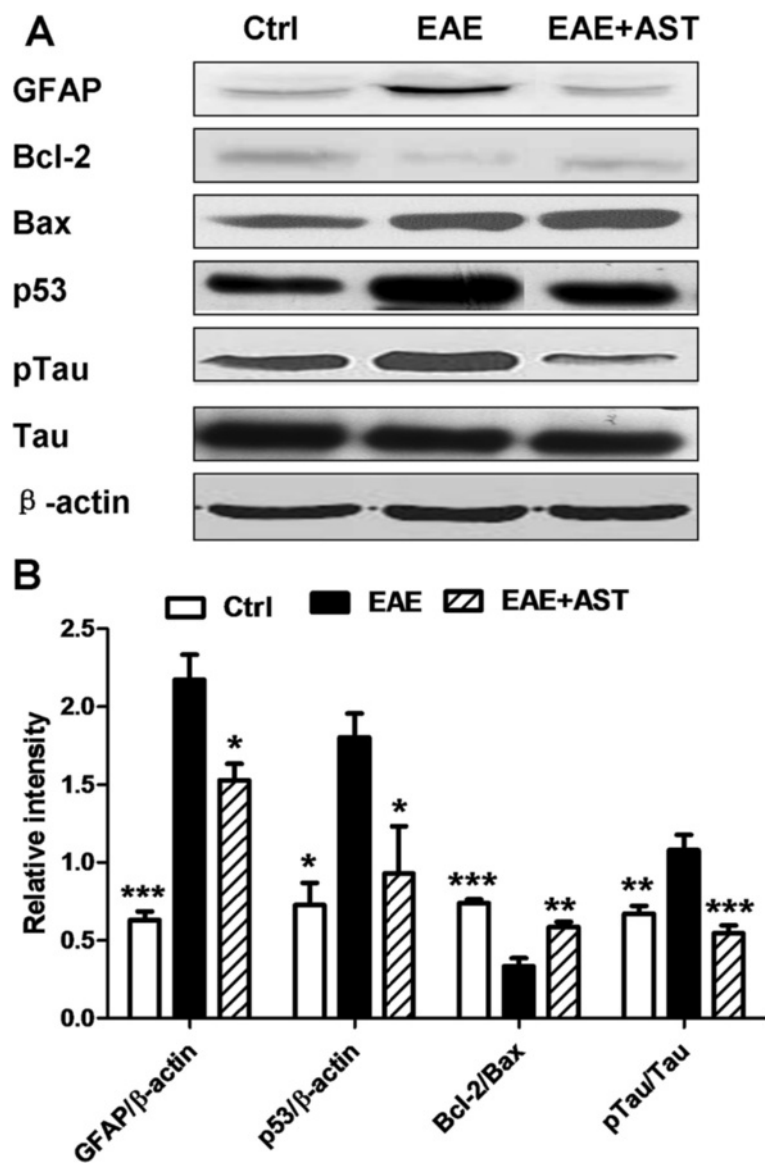 A Ctrl EAE EAE+AST
GFAP
Bcl-2
Bax
p53
pTau
Tau
β-actin
B
Ctrl EAE EAE+AST
2.5
2.0
1.5
1.0
0.5
0.0
Relative intensity
*** *
* *
*** **
** ***
GFAP/β-actin
p53/β-actin
Bcl-2/Bax
pTau/Tau